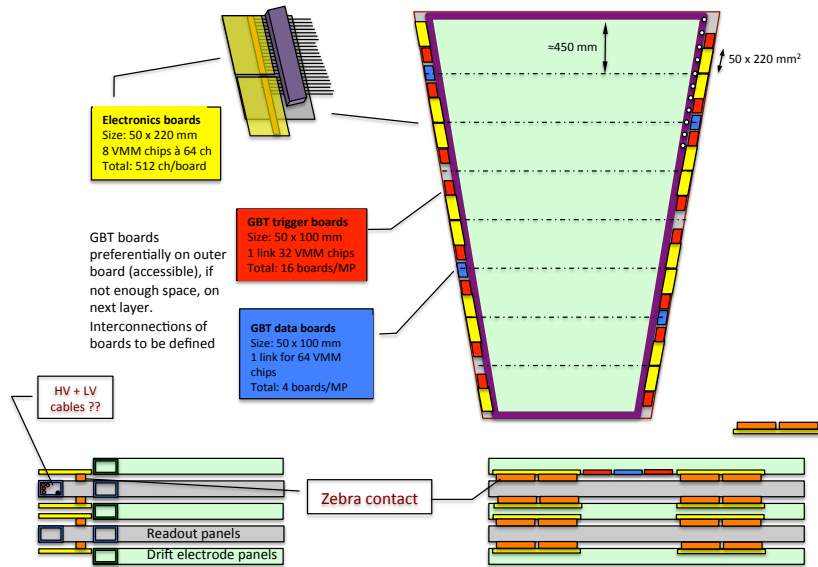 ≈450 mm
50 x 220 mm²
Electronics boards
Size: 50 x 220 mm
8 VMM chips à 64 ch
Total: 512 ch/board
GBT boards
preferentially on outer
board (accessible), if
not enough space, on
next layer.
Interconnections of
boards to be defined
GBT trigger boards
Size: 50 x 100 mm
1 link 32 VMM chips
Total: 16 boards/MP
GBT data boards
Size: 50 x 100 mm
1 link for 64 VMM
chips
Total: 4 boards/MP
HV + LV
cables ??
Zebra contact
Readout panels
Drift electrode panels